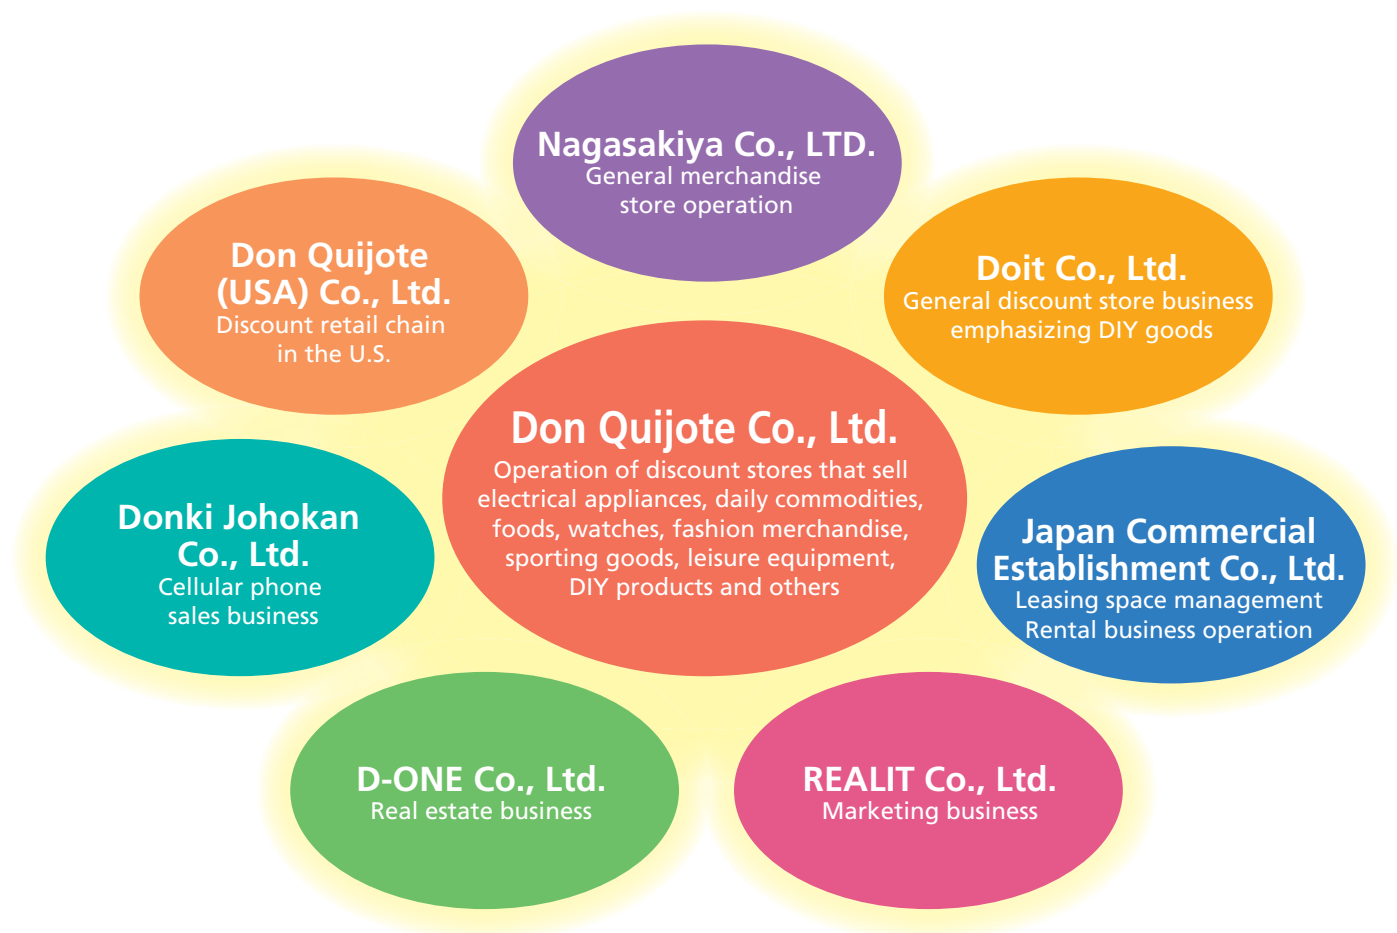 Nagasakiya Co., LTD.
General merchandise
store operation
Don Quijote
(USA) Co., Ltd.
Discount retail chain
in the U.S.
Doit Co., Ltd.
General discount store business
emphasizing DIY goods
Don Quijote Co., Ltd.
Operation of discount stores that sell
electrical appliances, daily commodities,
foods, watches, fashion merchandise,
sporting goods, leisure equipment,
DIY products and others
Donki Johokan
Co., Ltd.
Cellular phone
sales business
Japan Commercial
Establishment Co., Ltd.
Leasing space management
Rental business operation
D-ONE Co., Ltd.
Real estate business
REALIT Co., Ltd.
Marketing business